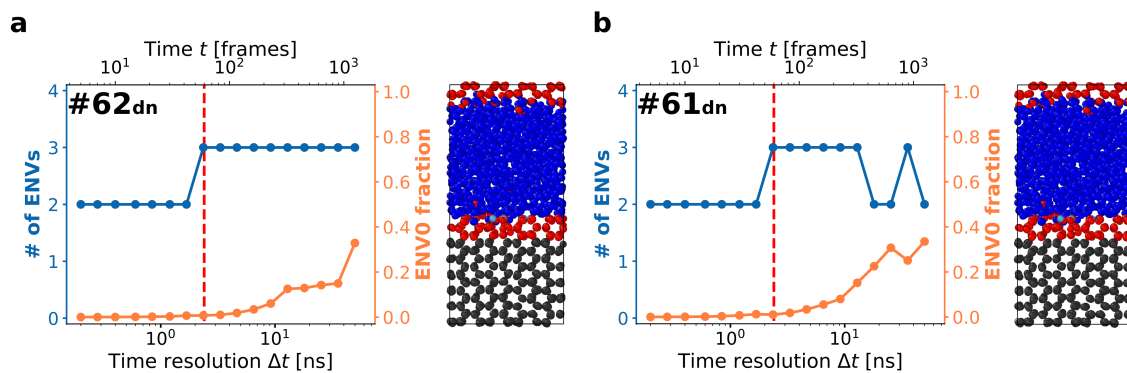 a
Time t [frames]
10¹ 10² 10³
#62dn
4
3
2
1
0
# of ENVs
1.0
0.8
0.6
0.4
0.2
0.0
ENV0 fraction
10⁰ 10¹
Time resolution Δt [ns]
b
Time t [frames]
10¹ 10² 10³
#61dn
4
3
2
1
0
# of ENVs
1.0
0.8
0.6
0.4
0.2
0.0
ENV0 fraction
10⁰ 10¹
Time resolution Δt [ns]